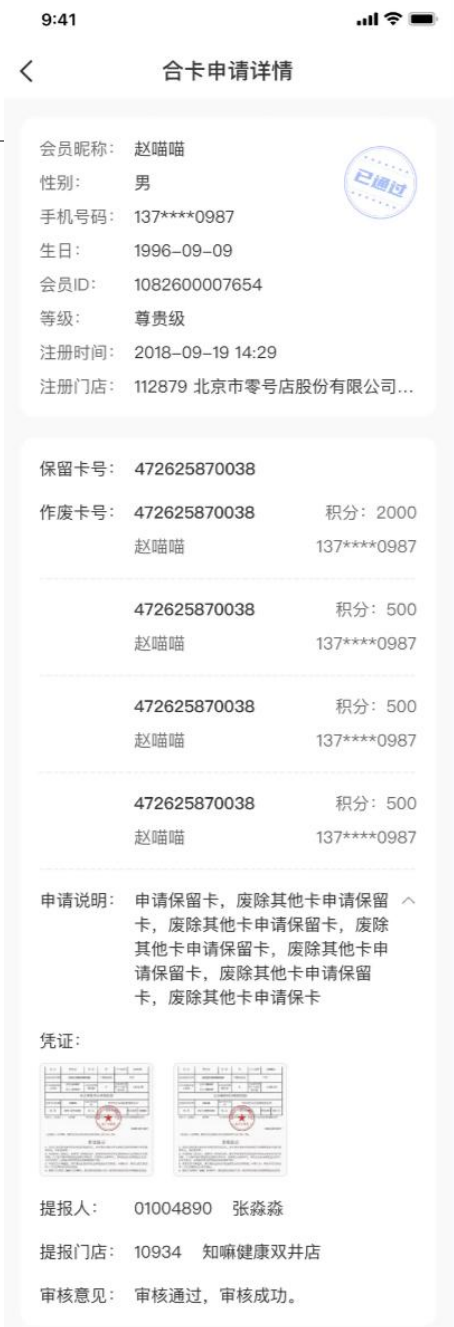 9:41
合卡申请详情
会员昵称: 赵喵喵
已通过
性别: 男
手机号码: 137****0987
生日: 1996-09-09
会员ID: 1082600007654
等级: 尊贵级
注册时间: 2018-09-19 14:29
注册门店: 112879 北京市零号店股份有限公司...
保留卡号: 472625870038
作废卡号: 472625870038 积分: 2000
赵喵喵 137****0987
472625870038 积分: 500
赵喵喵 137****0987
472625870038 积分: 500
赵喵喵 137****0987
472625870038 积分: 500
赵喵喵 137****0987
申请说明: 申请保留卡，废除其他卡申请保留
卡，废除其他卡申请保留卡，废除
其他卡申请保留卡，废除其他卡申
请保留卡，废除其他卡申请保留
卡，废除其他卡申请保卡
凭证:
提报人: 01004890 张淼淼
提报门店: 10934 知嘛健康双井店
审核意见: 审核通过，审核成功。